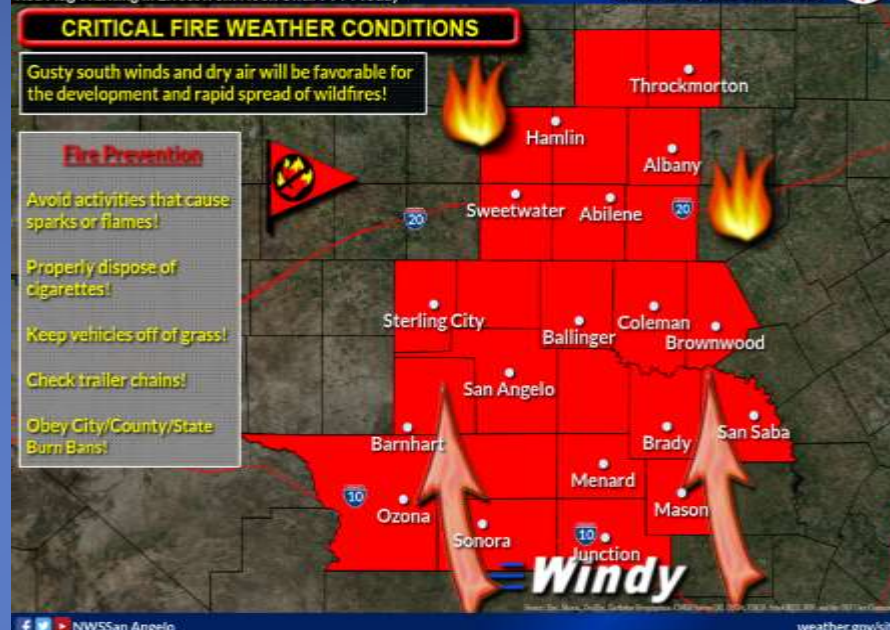 CRITICAL FIRE WEATHER CONDITIONS
Gusty south winds and dry air will be favorable for
the development and rapid spread of wildfires!
Fire Prevention
Avoid activities that cause
sparks or flames!
Properly dispose of
cigarettes!
Keep vehicles off of grass!
Check trailer chains!
Obey City/County/State
Burn Bans!
Throckmorton
Hamlin
Albany
Sweetwater
Abilene
20
20
Sterling City
Ballinger
Coleman
Brownwood
San Angelo
Barnhart
Brady
San Saba
Menard
10
Ozona
Mason
Sonora
10
Junction
Windy
NWSSan Angelo
weather.gov/sjt